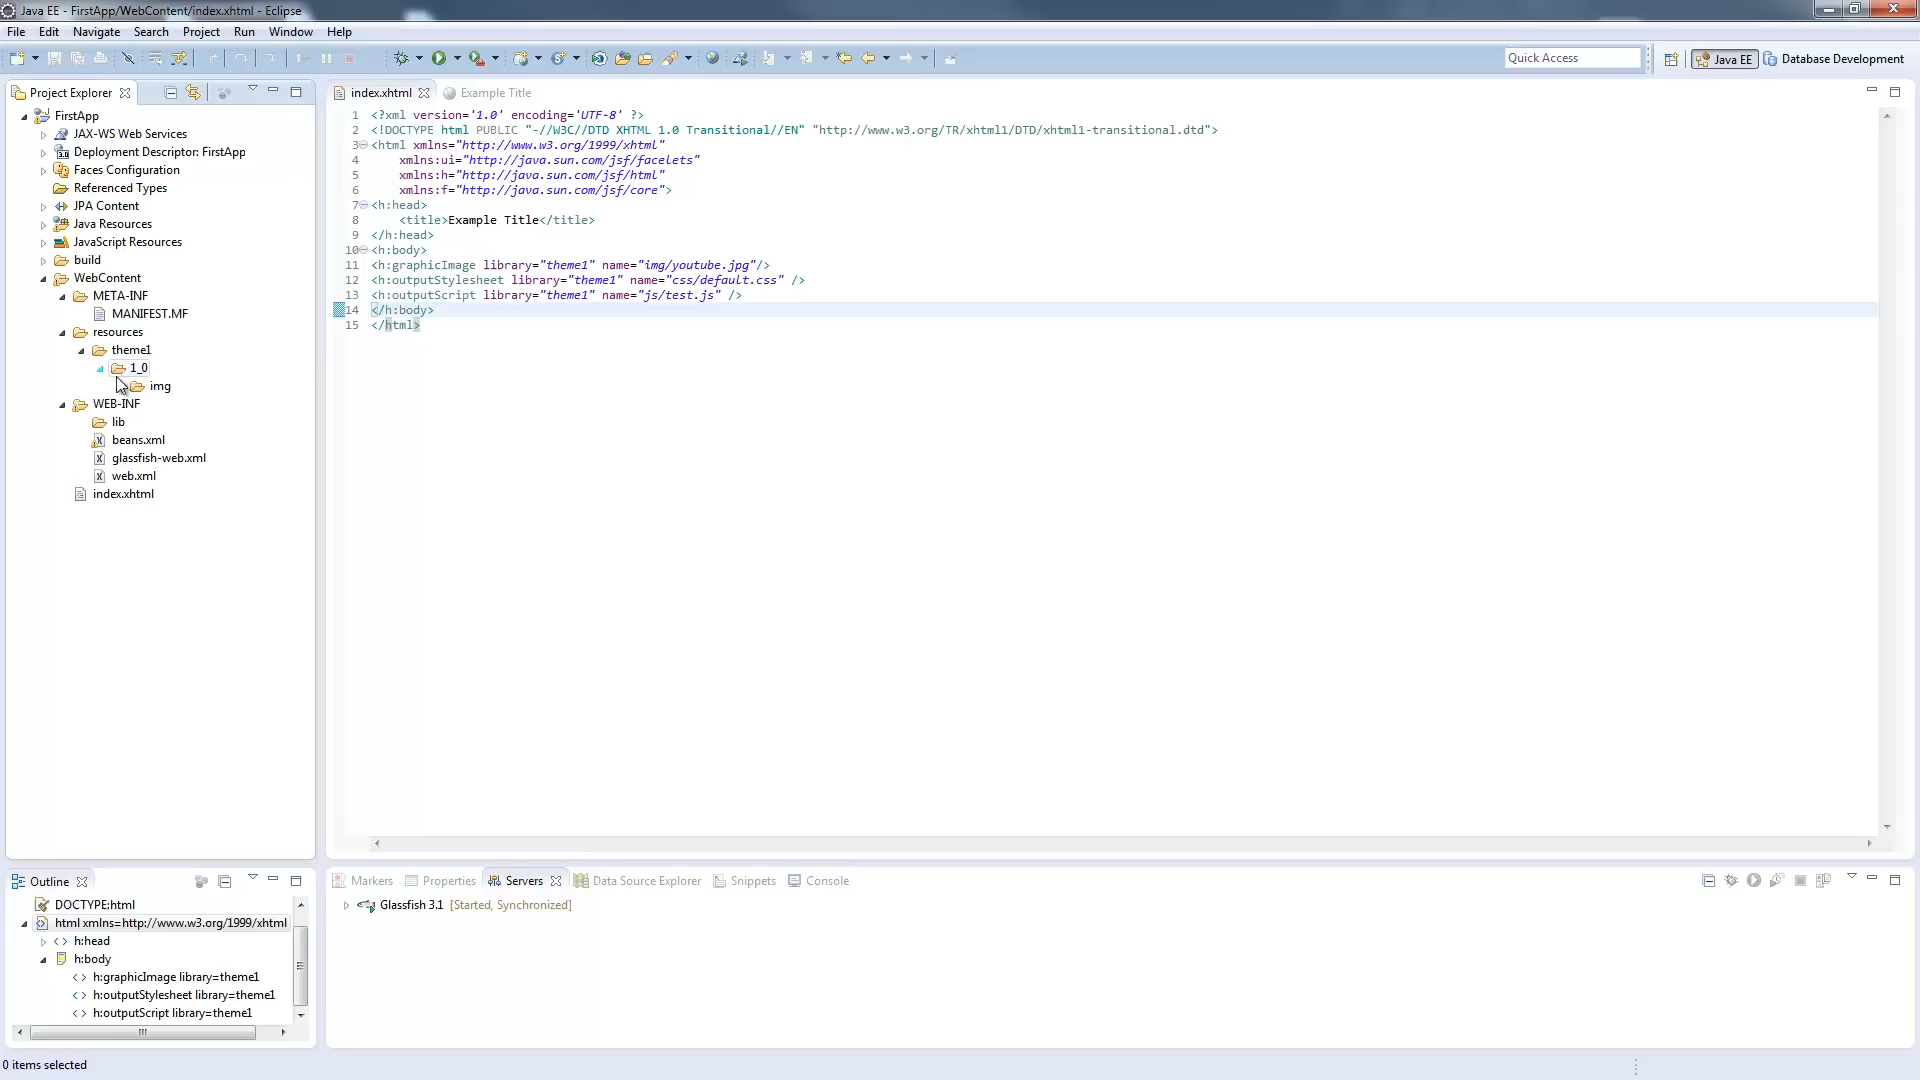 Java EE - FirstApp/WebContent/index.xhtml - Eclipse
File Edit Navigate Search Project Run Window Help
Quick Access
Java EE
Database Development
Project Explorer
FirstApp
JAX-WS Web Services
Deployment Descriptor: FirstApp
Faces Configuration
Referenced Types
JPA Content
Java Resources
JavaScript Resources
build
WebContent
META-INF
MANIFEST.MF
resources
theme1
1_0
img
WEB-INF
lib
beans.xml
glassfish-web.xml
web.xml
index.xhtml
index.xhtml
Example Title
1 <?xml version='1.0' encoding='UTF-8' ?>
2 <!DOCTYPE html PUBLIC "-//W3C//DTD XHTML 1.0 Transitional//EN" "http://www.w3.org/TR/xhtml1/DTD/xhtml1-transitional.dtd">
3 <html xmlns="http://www.w3.org/1999/xhtml"
4 xmlns:ui="http://java.sun.com/jsf/facelets"
5 xmlns:h="http://java.sun.com/jsf/html"
6 xmlns:f="http://java.sun.com/jsf/core">
7 <h:head>
8 <title>Example Title</title>
9 </h:head>
10 <h:body>
11 <h:graphicImage library="theme1" name="img/youtube.jpg"/>
12 <h:outputStylesheet library="theme1" name="css/default.css" />
13 <h:outputScript library="theme1" name="js/test.js" />
14 </h:body>
15 </html>
Outline
DOCTYPE:html
html xmlns=http://www.w3.org/1999/xhtml
h:head
h:body
h:graphicImage library=theme1
h:outputStylesheet library=theme1
h:outputScript library=theme1
Markers
Properties
Servers
Data Source Explorer
Snippets
Console
Glassfish 3.1 [Started, Synchronized]
0 items selected